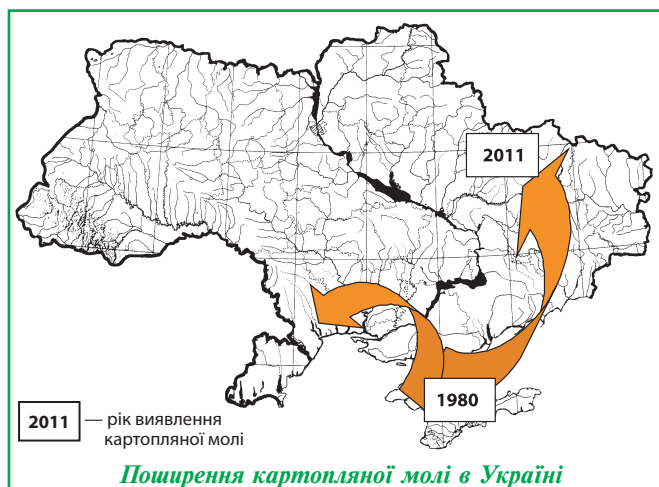 2011
1980
2011 — рік виявлення
картопляної молі
Поширення картопляної молі в Україні